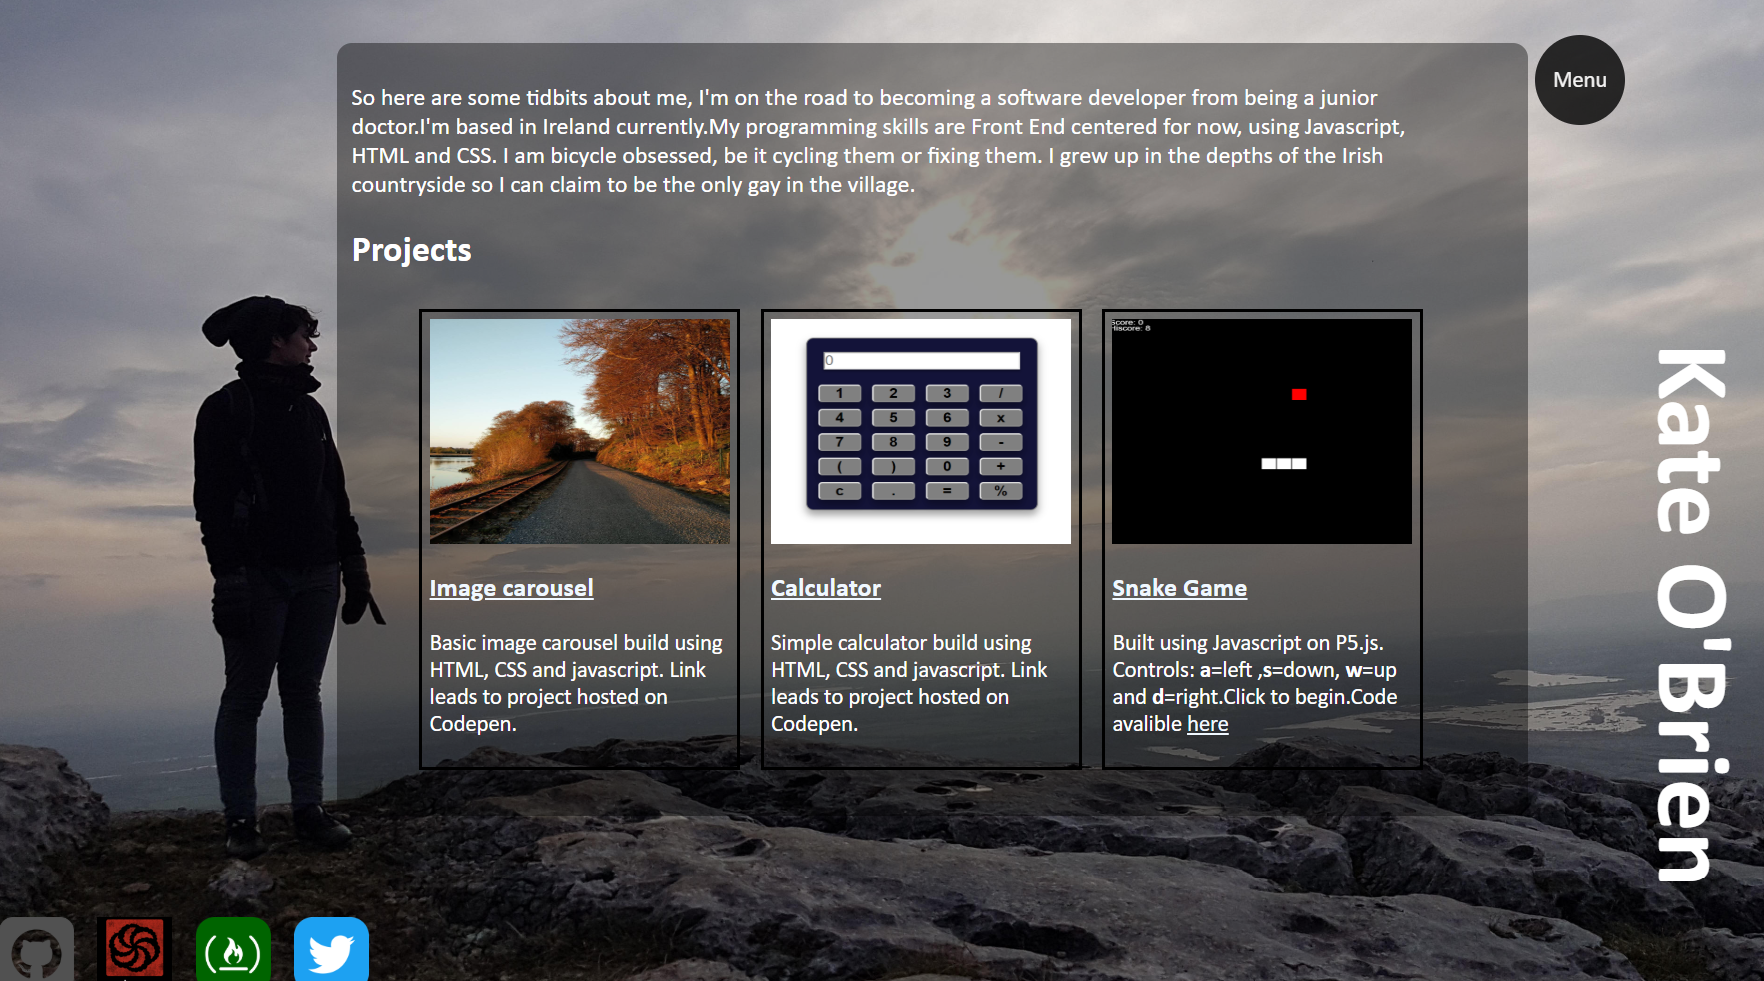 Menu
So here are some tidbits about me, I'm on the road to becoming a software developer from being a junior
doctor.I'm based in Ireland currently.My programming skills are Front End centered for now, using Javascript,
HTML and CSS. I am bicycle obsessed, be it cycling them or fixing them. I grew up in the depths of the Irish
countryside so I can claim to be the only gay in the village.
Projects
0
1 2 3 /
4 5 6 x
7 8 9 -
( ) 0 +
c . = %
Score: 0
Hiscore: 8
Image carousel
Basic image carousel build using
HTML, CSS and javascript. Link
leads to project hosted on
Codepen.
Calculator
Simple calculator build using
HTML, CSS and javascript. Link
leads to project hosted on
Codepen.
Snake Game
Built using Javascript on P5.js.
Controls: a=left ,s=down, w=up
and d=right.Click to begin.Code
avalible here
Kate O'Brien